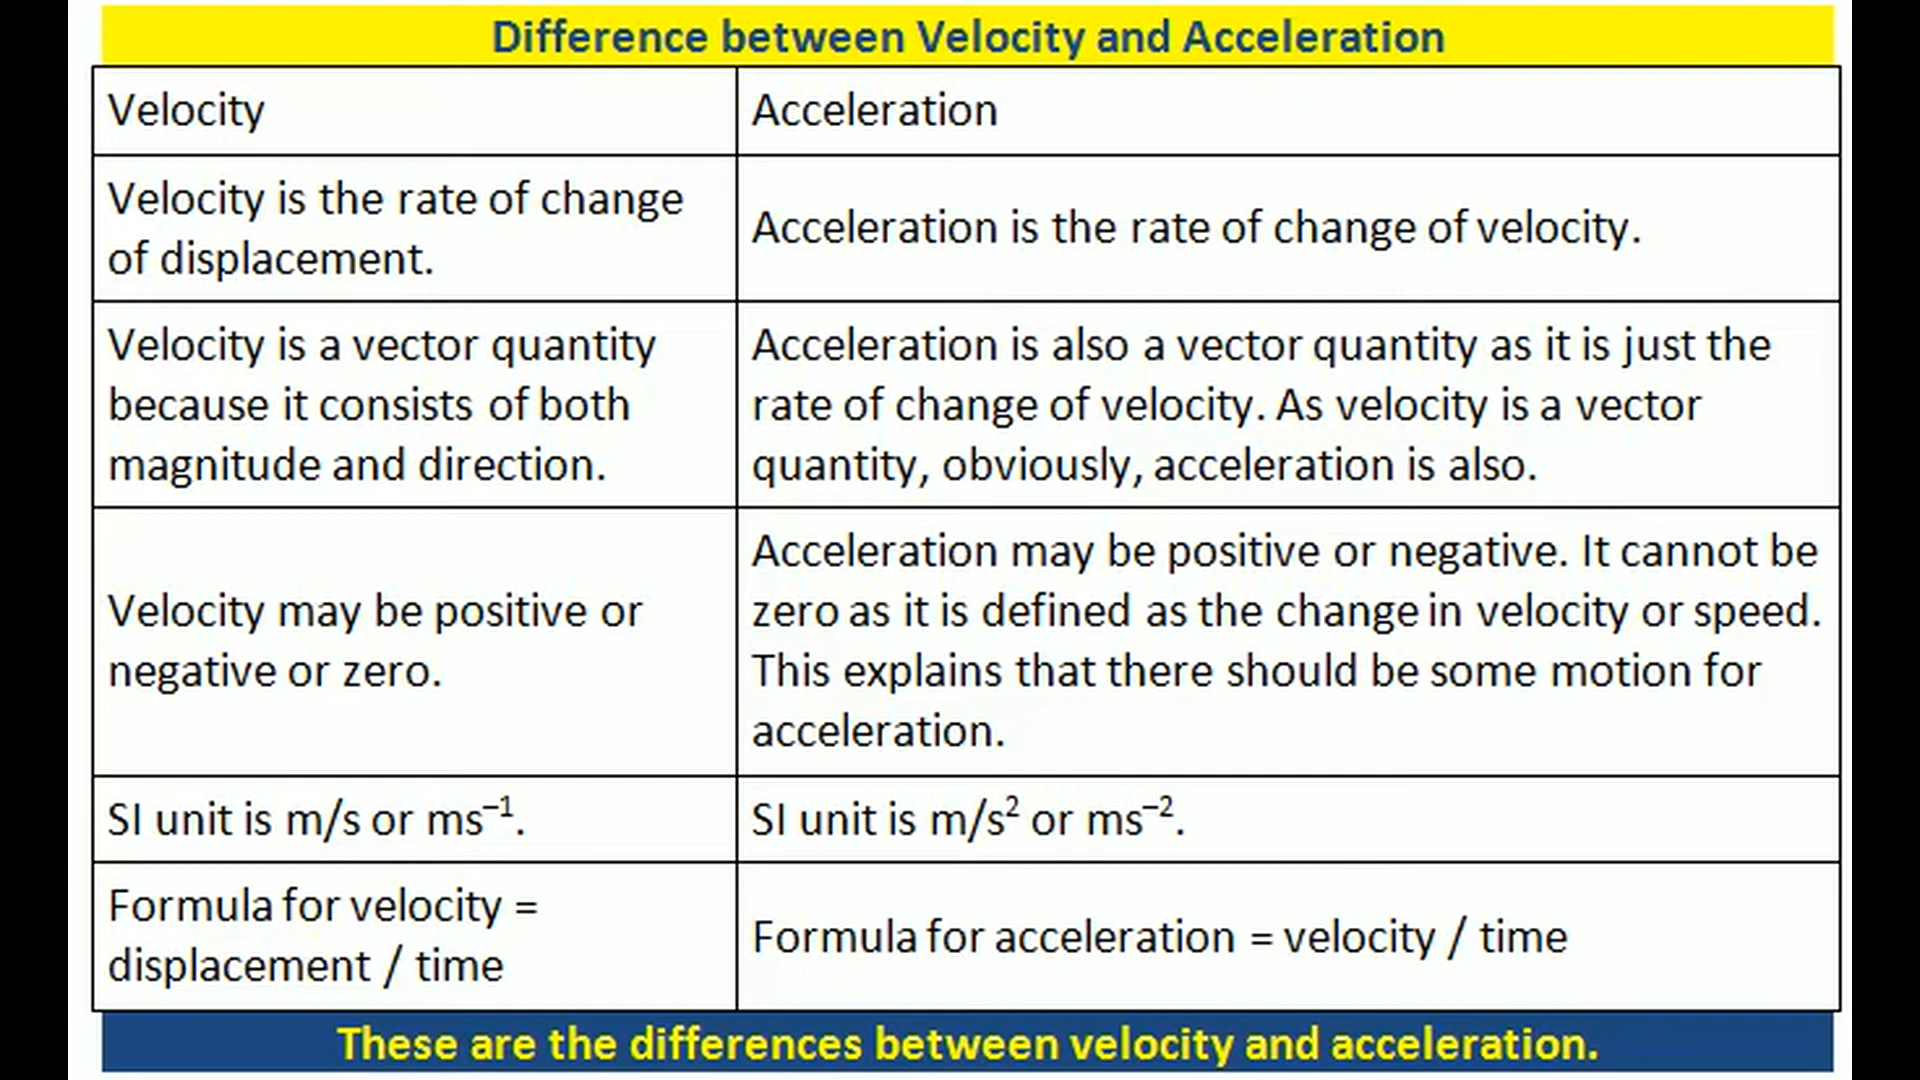 Difference between Velocity and Acceleration
Velocity
Acceleration
Velocity is the rate of change
of displacement.
Acceleration is the rate of change of velocity.
Velocity is a vector quantity
because it consists of both
magnitude and direction.
Acceleration is also a vector quantity as it is just the
rate of change of velocity. As velocity is a vector
quantity, obviously, acceleration is also.
Velocity may be positive or
negative or zero.
Acceleration may be positive or negative. It cannot be
zero as it is defined as the change in velocity or speed.
This explains that there should be some motion for
acceleration.
SI unit is m/s or ms⁻¹.
SI unit is m/s² or ms⁻².
Formula for velocity =
displacement / time
Formula for acceleration = velocity / time
These are the differences between velocity and acceleration.